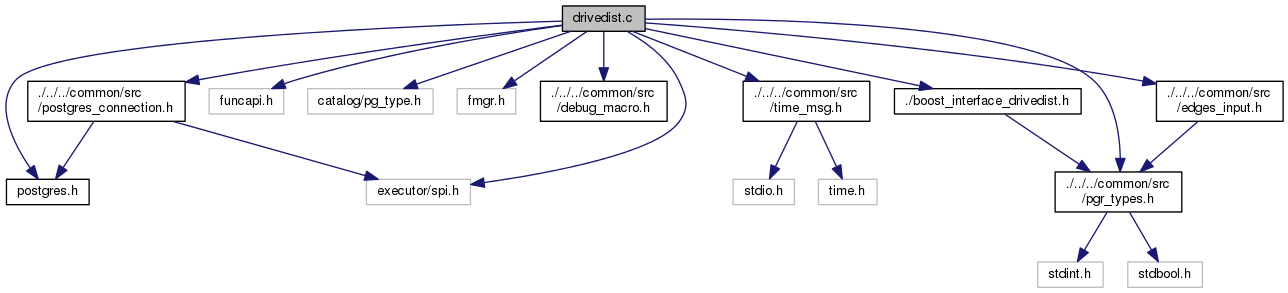 drivedist.c
./../../common/src
/postgres_connection.h
funcapi.h
catalog/pg_type.h
fmgr.h
./../../common/src
/debug_macro.h
./../../common/src
/time_msg.h
./boost_interface_drivedist.h
./../../common/src
/edges_input.h
postgres.h
executor/spi.h
stdio.h
time.h
./../../common/src
/pgr_types.h
stdint.h
stdbool.h